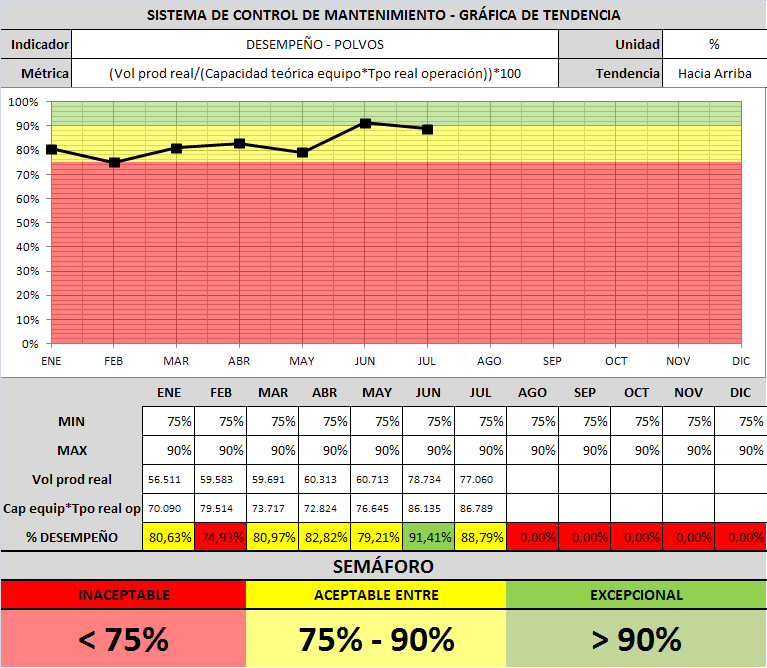 SISTEMA DE CONTROL DE MANTENIMIENTO - GRÁFICA DE TENDENCIA
Indicador DESEMPEÑO - POLVOS Unidad %
Métrica (Vol prod real/(Capacidad teórica equipo*Tpo real operación))*100 Tendencia Hacia Arriba
100%
90%
80%
70%
60%
50%
40%
30%
20%
10%
0%
ENE FEB MAR ABR MAY JUN JUL AGO SEP OCT NOV DIC
ENE FEB MAR ABR MAY JUN JUL AGO SEP OCT NOV DIC
MIN 75% 75% 75% 75% 75% 75% 75% 75% 75% 75% 75% 75%
MAX 90% 90% 90% 90% 90% 90% 90% 90% 90% 90% 90% 90%
Vol prod real 56.511 59.583 59.691 60.313 60.713 78.734 77.060
Cap equip*Tpo real op 70.090 79.514 73.717 72.824 76.645 86.135 86.789
% DESEMPEÑO 80,63% 74,93% 80,97% 82,82% 79,21% 91,41% 88,79% 0,00% 0,00% 0,00% 0,00% 0,00%
SEMÁFORO
INACEPTABLE ACEPTABLE ENTRE EXCEPCIONAL
< 75% 75% - 90% > 90%